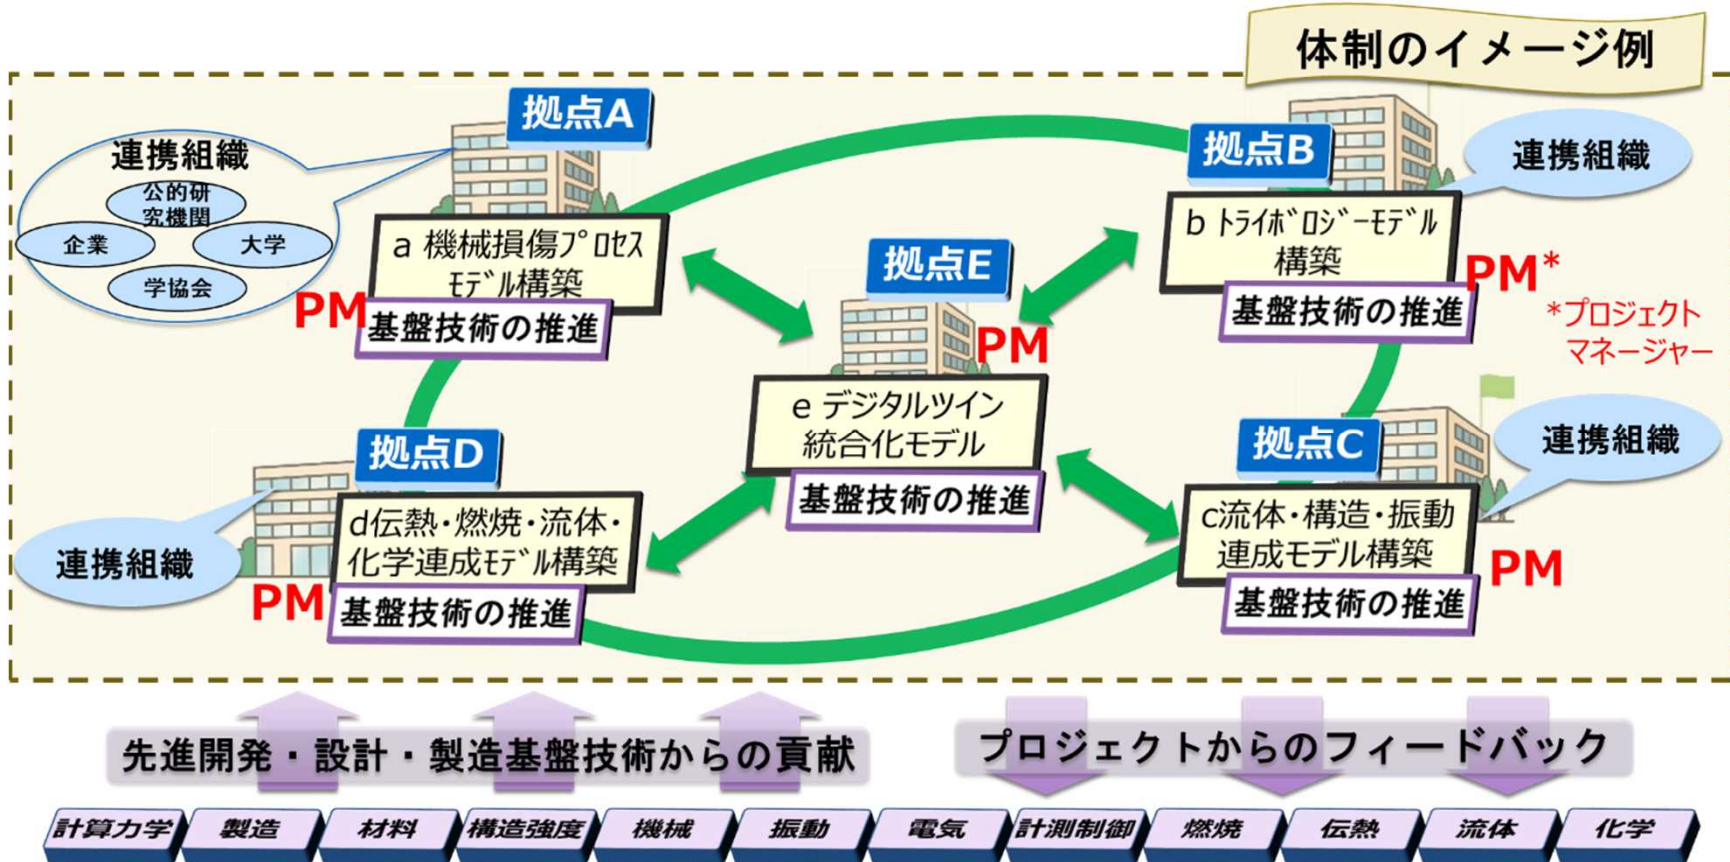 体制のイメージ例
拠点A
連携組織
公的研
究機関
企業
大学
学協会
a 機械損傷ﾌﾟﾛｾｽ
ﾓﾃﾞﾙ構築
PM
基盤技術の推進
拠点B
連携組織
b ﾄﾗｲﾎﾞﾛｼﾞｰﾓﾃﾞﾙ
構築
PM*
基盤技術の推進
*プロジェクト
マネージャー
拠点E
PM
e デジタルツイン
統合化モデル
基盤技術の推進
拠点D
連携組織
d伝熱・燃焼・流体・
化学連成ﾓﾃﾞﾙ構築
PM
基盤技術の推進
拠点C
連携組織
c流体・構造・振動
連成モデル構築
PM
基盤技術の推進
先進開発・設計・製造基盤技術からの貢献
プロジェクトからのフィードバック
計算力学
製造
材料
構造強度
機械
振動
電気
計測制御
燃焼
伝熱
流体
化学